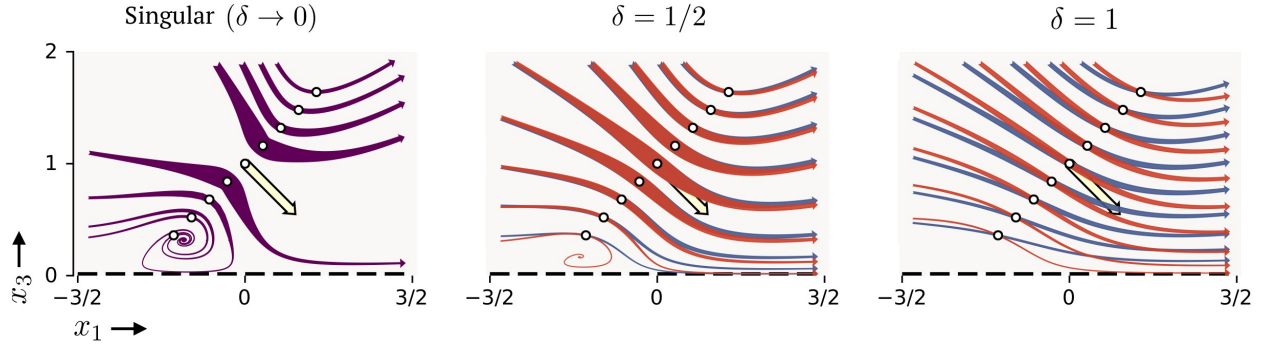 Singular (δ → 0)
δ = 1/2
δ = 1
2
1
0
x₃ →
−3/2 0 3/2
−3/2 0 3/2
−3/2 0 3/2
x₁ →